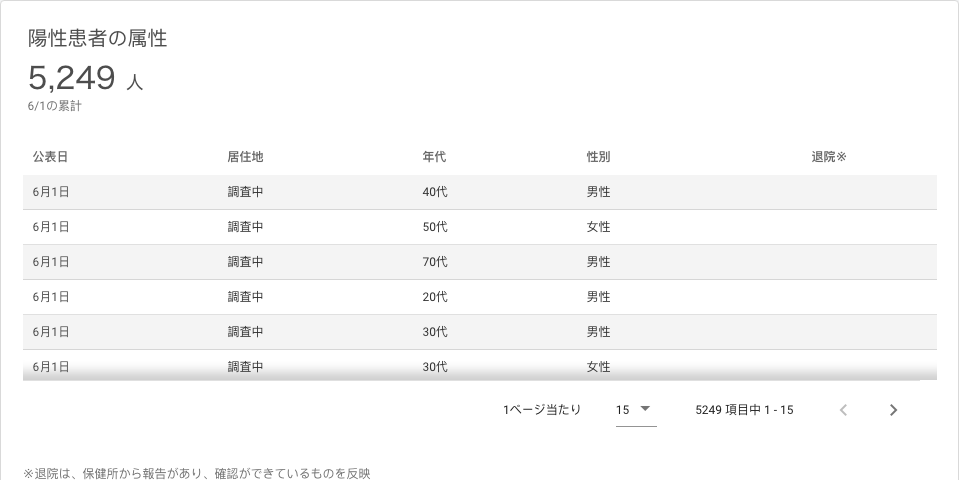 陽性患者の属性
5,249 人
6/1の累計
公表日 居住地 年代 性別 退院※
6月1日 調査中 40代 男性
6月1日 調査中 50代 女性
6月1日 調査中 70代 男性
6月1日 調査中 20代 男性
6月1日 調査中 30代 男性
6月1日 調査中 30代 女性
1ページ当たり 15 5249 項目中 1 - 15
※退院は、保健所から報告があり、確認ができているものを反映